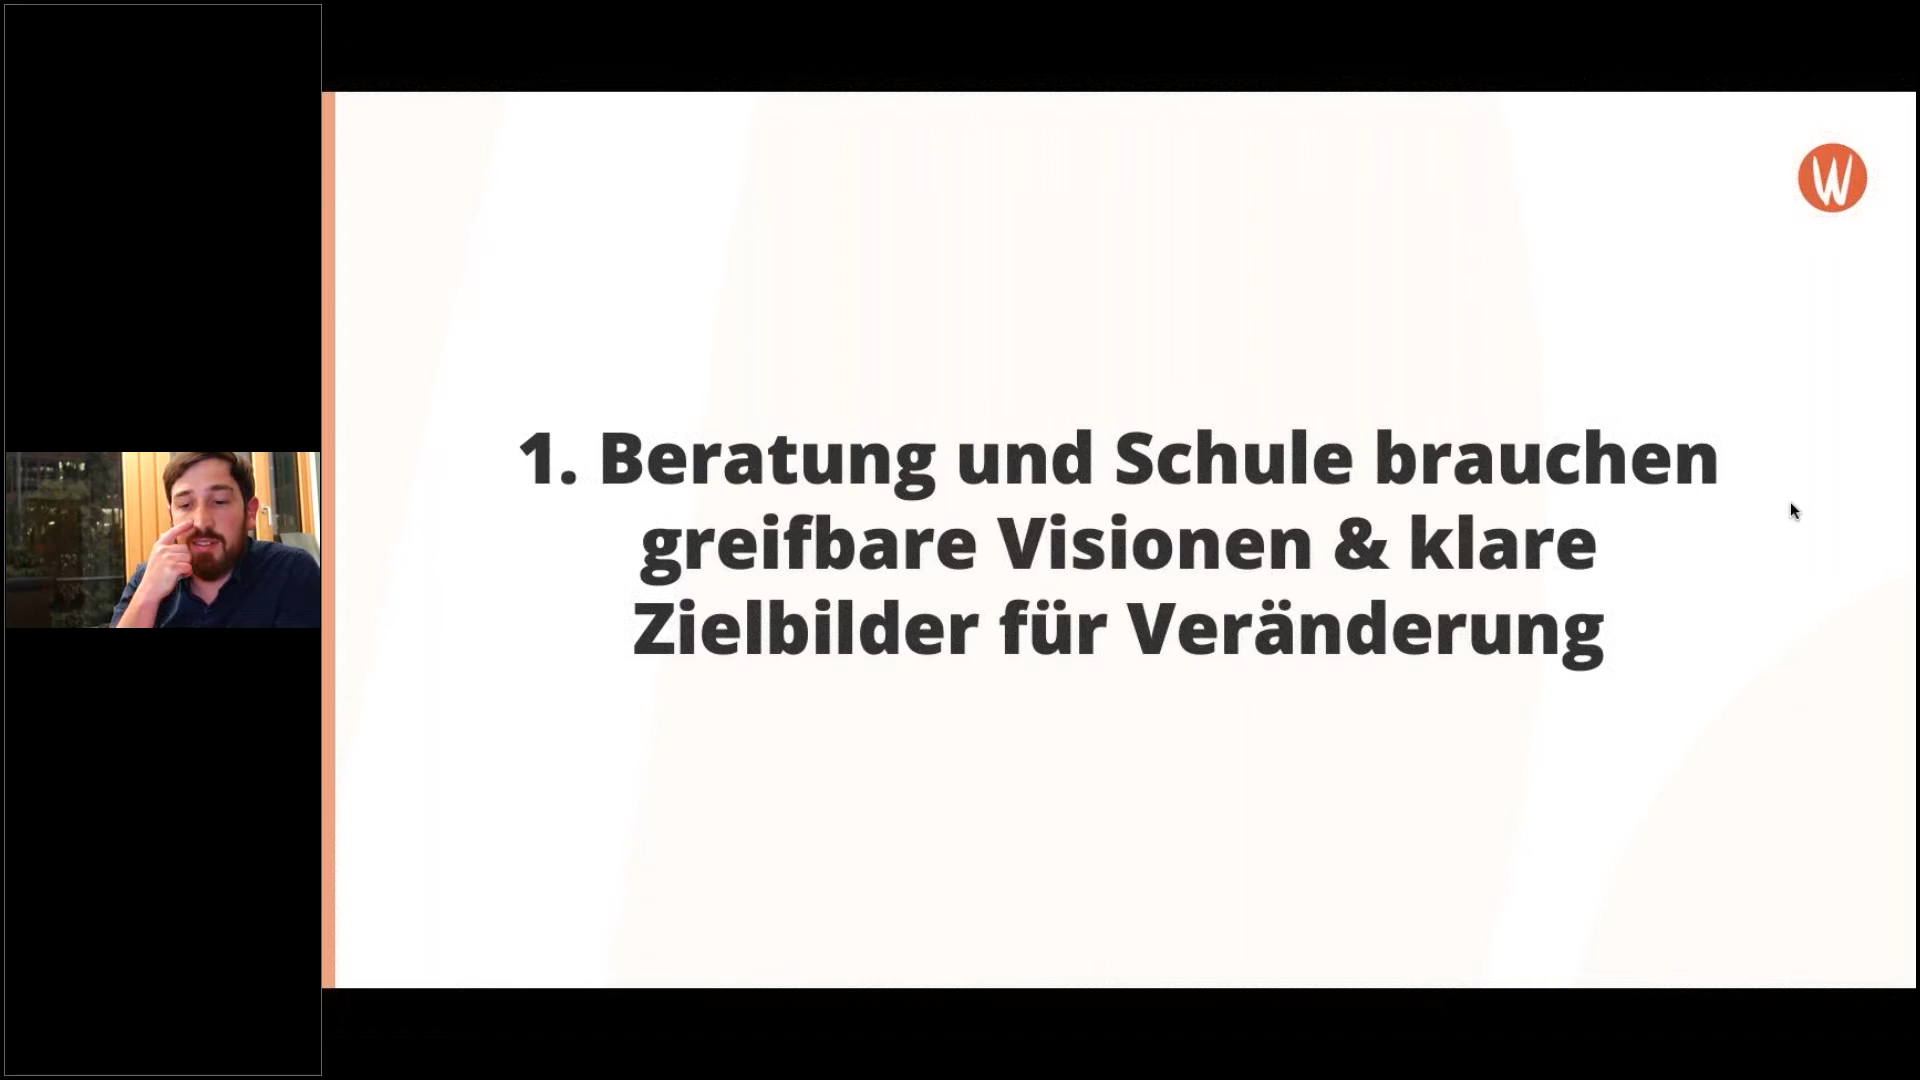 W
1. Beratung und Schule brauchen
greifbare Visionen & klare
Zielbilder für Veränderung